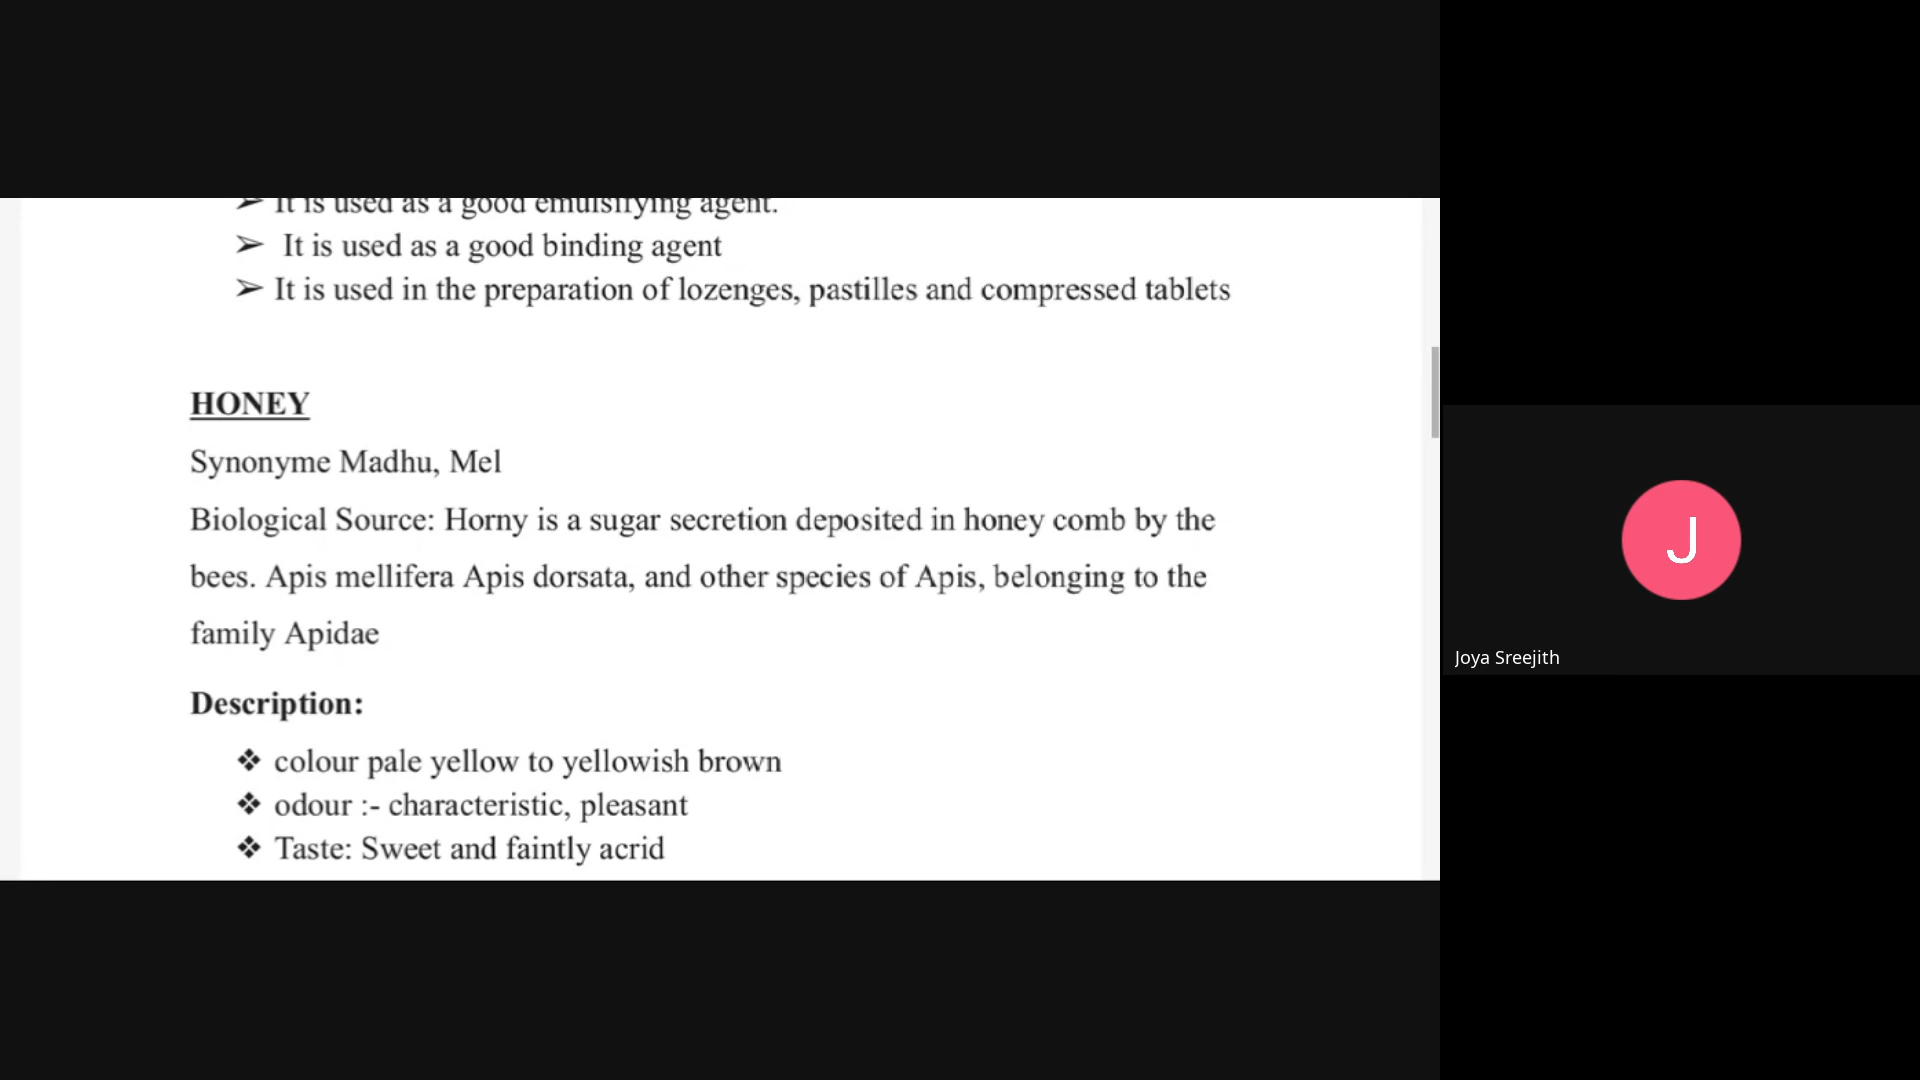 ➢ It is used as a good emulsifying agent.
➢ It is used as a good binding agent
➢ It is used in the preparation of lozenges, pastilles and compressed tablets
HONEY
Synonyme Madhu, Mel
Biological Source: Horny is a sugar secretion deposited in honey comb by the
bees. Apis mellifera Apis dorsata, and other species of Apis, belonging to the
family Apidae
Description:
❖ colour pale yellow to yellowish brown
❖ odour :- characteristic, pleasant
❖ Taste: Sweet and faintly acrid
J
Joya Sreejith